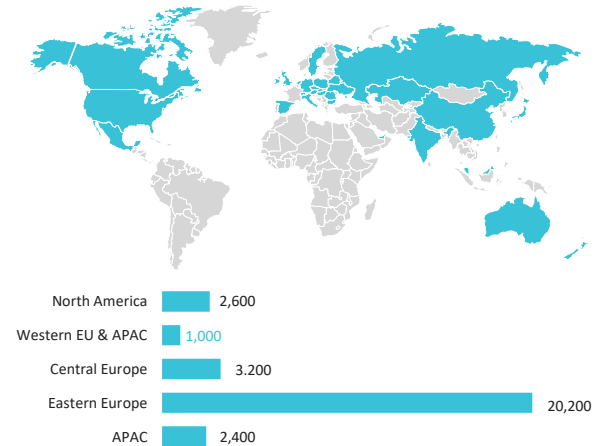 North America 2,600
Western EU & APAC 1,000
Central Europe 3.200
Eastern Europe 20,200
APAC 2,400